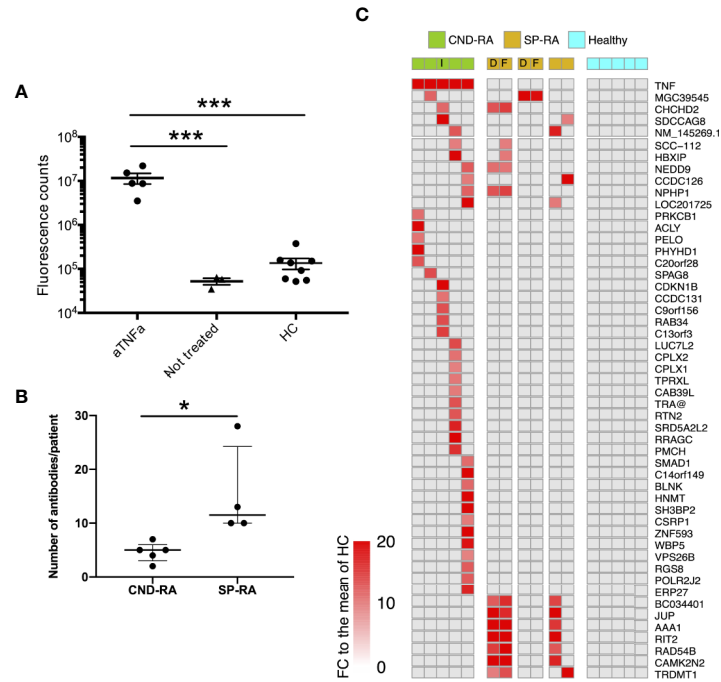 A
***
***
Fluorescence counts
10^8
10^7
10^6
10^5
10^4
aTNFa
Not treated
HC
B
*
Number of antibodies/patient
30
20
10
0
CND-RA
SP-RA
C
CND-RA
SP-RA
Healthy
I
D F
D F
TNF
MGC39545
CHCHD2
SDCCAG8
NM_145269.1
SCC-112
HBXIP
NEDD9
CCDC126
NPHP1
LOC201725
PRKCB1
ACLY
PELO
PHYHD1
C20orf28
SPAG8
CDKN1B
CCDC131
C9orf156
RAB34
C13orf3
LUC7L2
CPLX2
CPLX1
TPRXL
CAB39L
TRA@
RTN2
SRD5A2L2
RRAGC
PMCH
SMAD1
C14orf149
BLNK
HNMT
SH3BP2
CSRP1
ZNF593
WBP5
VPS26B
RGS8
POLR2J2
ERP27
BC034401
JUP
AAA1
RIT2
RAD54B
CAMK2N2
TRDMT1
FC to the mean of HC
20
10
0